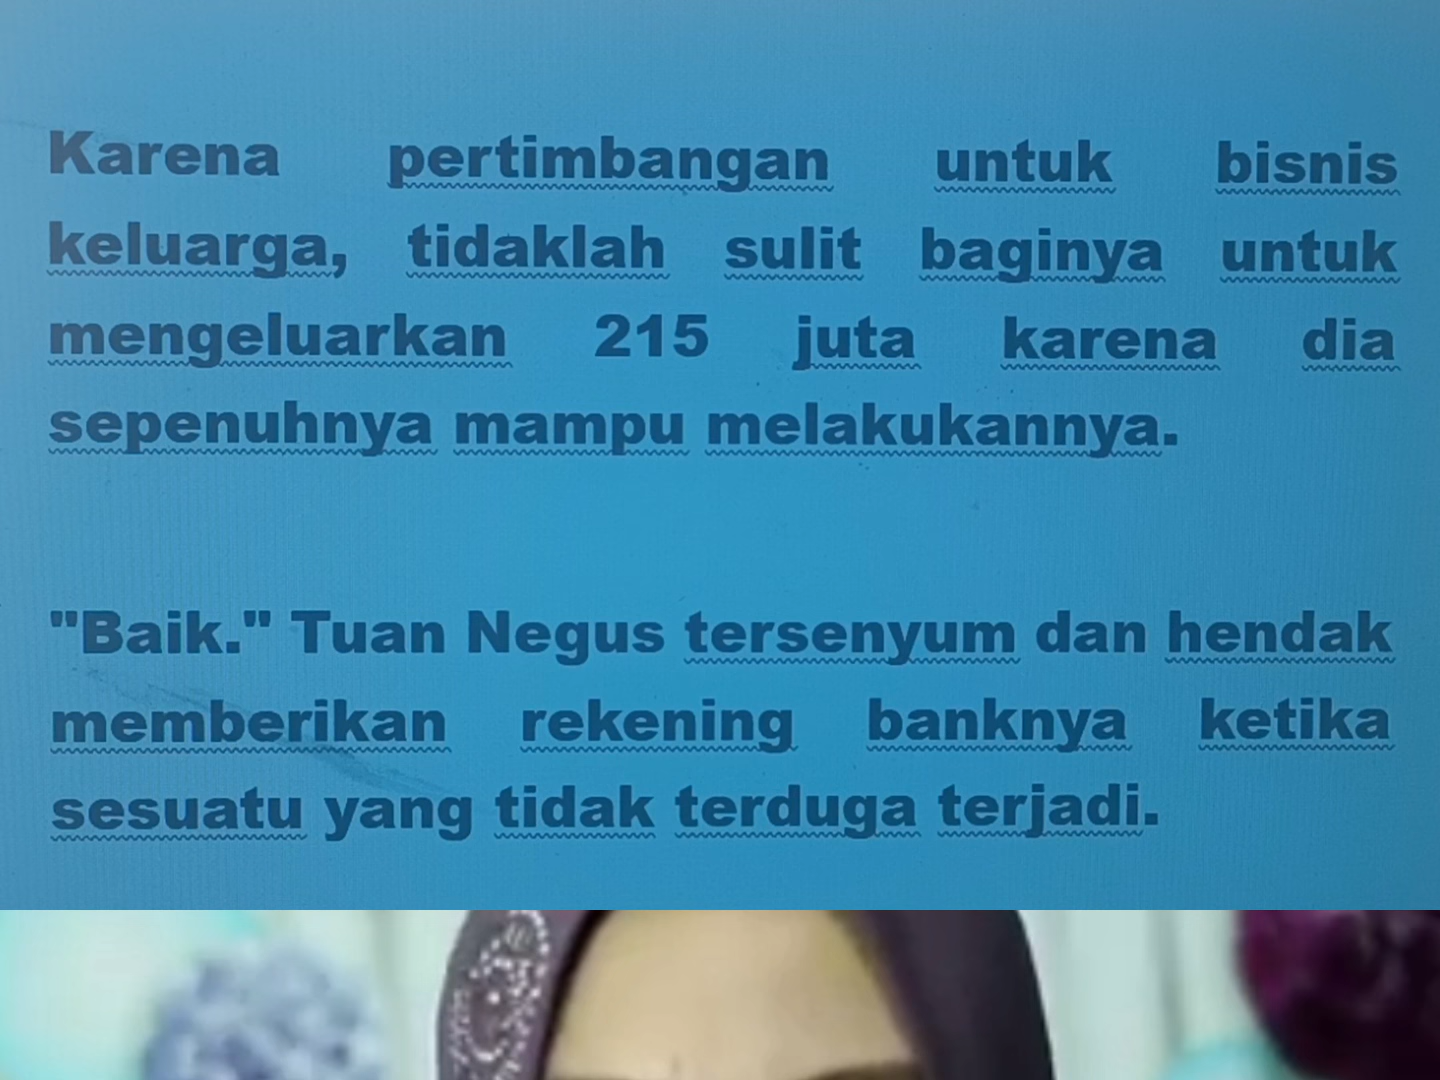 Karena pertimbangan untuk bisnis
keluarga, tidaklah sulit baginya untuk
mengeluarkan 215 juta karena dia
sepenuhnya mampu melakukannya.
"Baik." Tuan Negus tersenyum dan hendak
memberikan rekening banknya ketika
sesuatu yang tidak terduga terjadi.